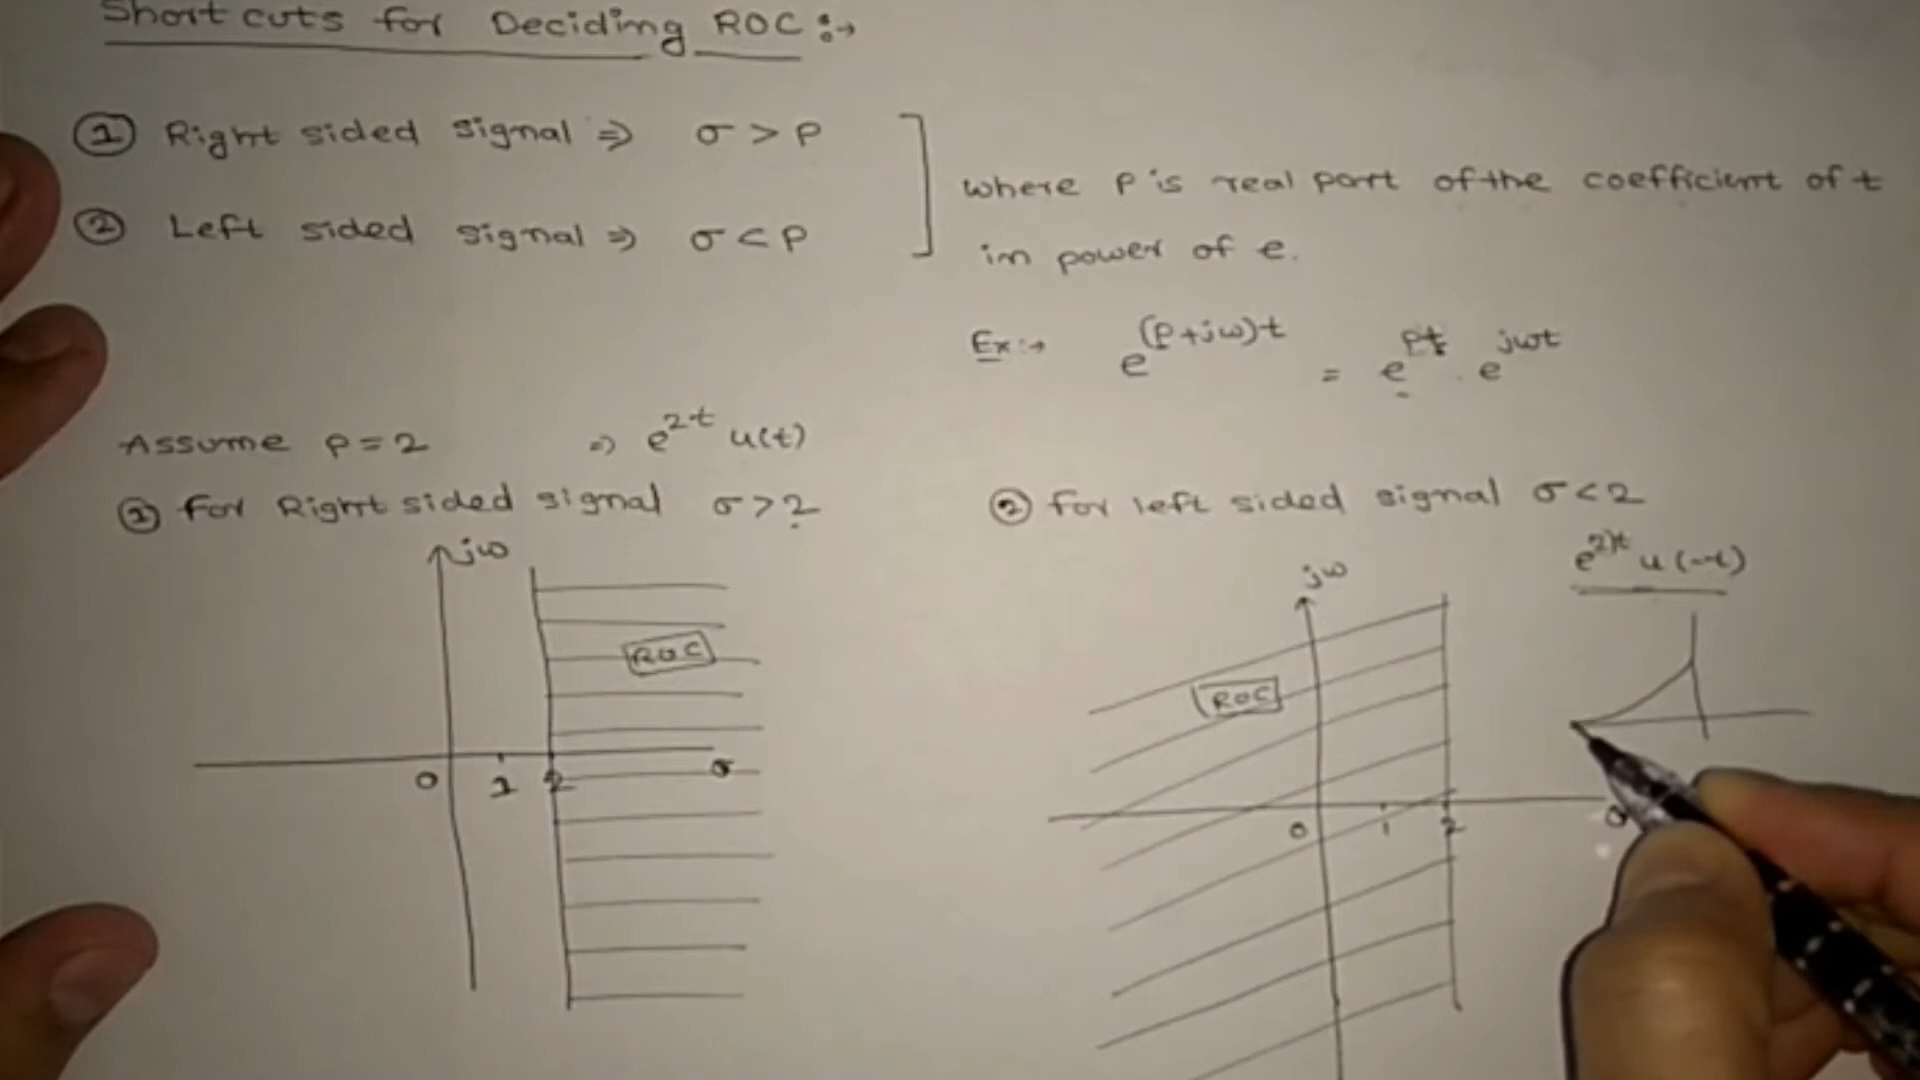 Short cuts for Deciding ROC :→
① Right sided signal ⇒ σ > P
② Left sided signal ⇒ σ < P
where P is real part of the coefficient of t
in power of e.
Ex :→ e^(P+jω)t = e^Pt . e^jωt
Assume P = 2 ⇒ e^2t u(t)
① for Right sided signal σ > 2
jω
ROC
0 1 2 σ
② for left sided signal σ < 2
e^2t u(-t)
jω
ROC
0 1 2 σ